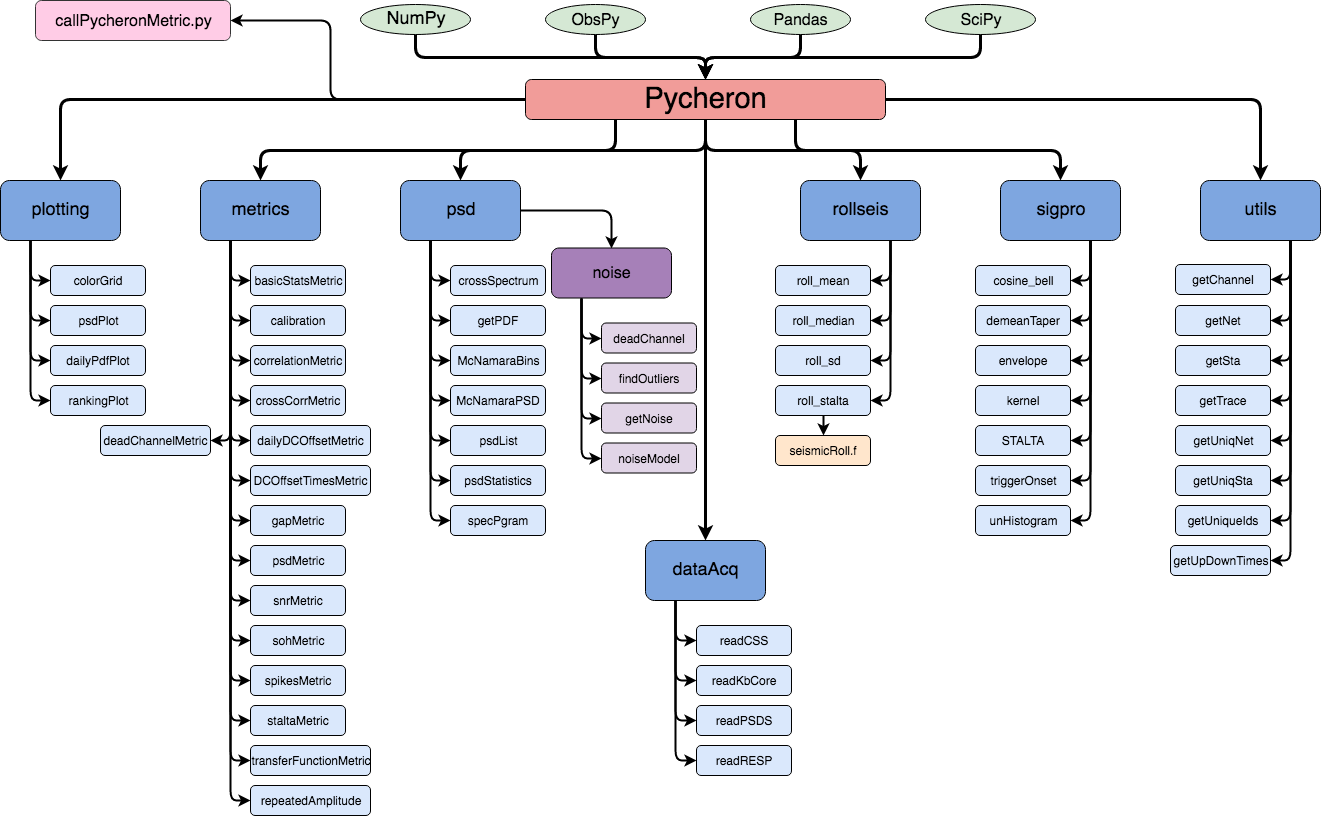 callPycheronMetric.py
NumPy
ObsPy
Pandas
SciPy
Pycheron
plotting
metrics
psd
rollseis
sigpro
utils
colorGrid
psdPlot
dailyPdfPlot
rankingPlot
basicStatsMetric
calibration
correlationMetric
crossCorrMetric
deadChannelMetric
dailyDCOffsetMetric
DCOffsetTimesMetric
gapMetric
psdMetric
snrMetric
sohMetric
spikesMetric
staltaMetric
transferFunctionMetric
repeatedAmplitude
crossSpectrum
getPDF
McNamaraBins
McNamaraPSD
psdList
psdStatistics
specPgram
noise
deadChannel
findOutliers
getNoise
noiseModel
dataAcq
readCSS
readKbCore
readPSDS
readRESP
roll_mean
roll_median
roll_sd
roll_stalta
seismicRoll.f
cosine_bell
demeanTaper
envelope
kernel
STALTA
triggerOnset
unHistogram
getChannel
getNet
getSta
getTrace
getUniqNet
getUniqSta
getUniqueIds
getUpDownTimes